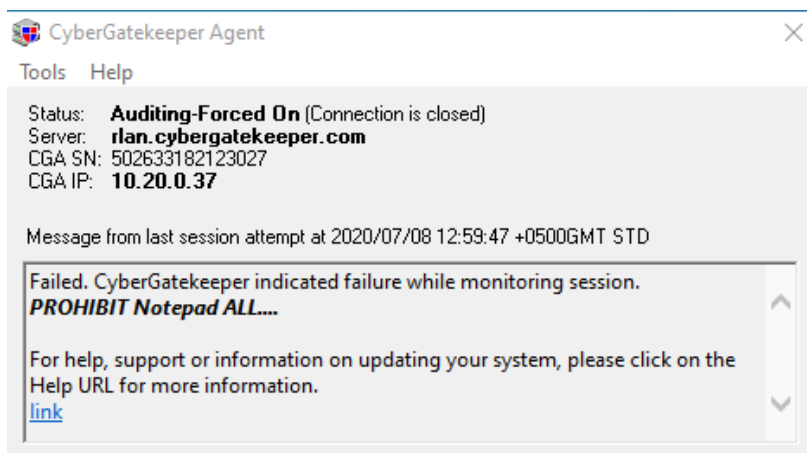 CyberGatekeeper Agent
Tools Help
Status: Auditing-Forced On (Connection is closed)
Server: rlan.cybergatekeeper.com
CGA SN: 502633182123027
CGA IP: 10.20.0.37
Message from last session attempt at 2020/07/08 12:59:47 +0500GMT STD
Failed. CyberGatekeeper indicated failure while monitoring session.
PROHIBIT Notepad ALL....
For help, support or information on updating your system, please click on the
Help URL for more information.
link